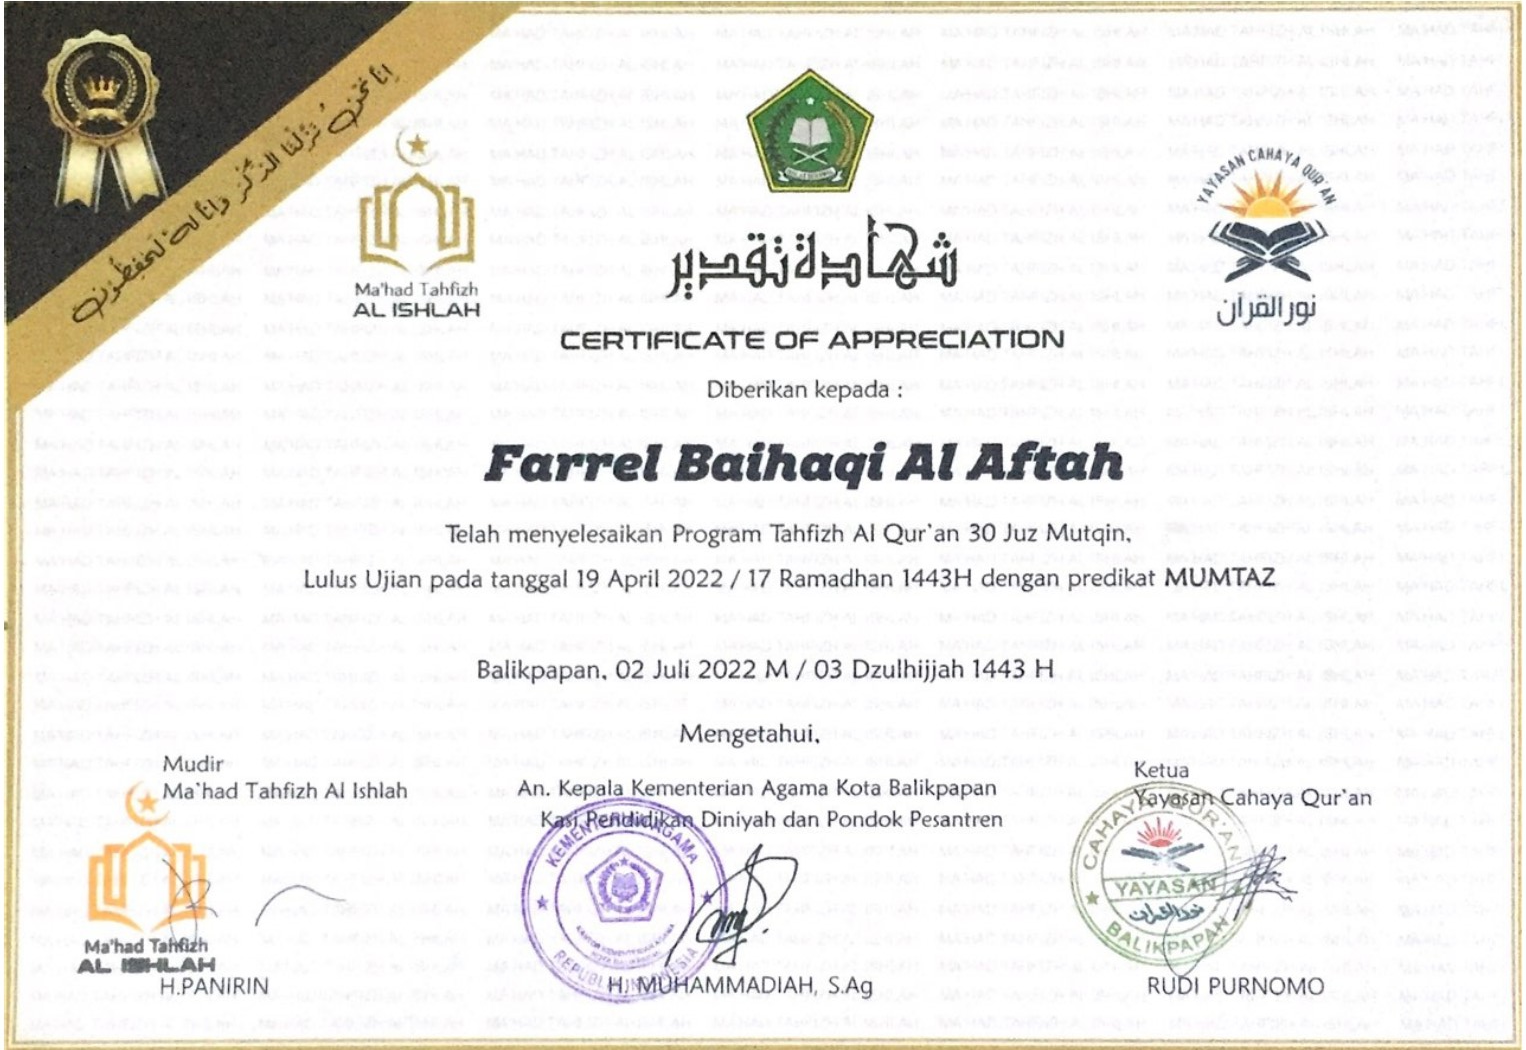 إنا نحن نزلنا الذكر وإنا له لحفظون
Ma'had Tahfizh
AL ISHLAH
YAYASAN CAHAYA QUR'AN
نور القرآن
شهادة تقدير
CERTIFICATE OF APPRECIATION
Diberikan kepada :
Farrel Baihaqi Al Aftah
Telah menyelesaikan Program Tahfizh Al Qur`an 30 Juz Mutqin,
Lulus Ujian pada tanggal 19 April 2022 / 17 Ramadhan 1443H dengan predikat MUMTAZ
Balikpapan, 02 Juli 2022 M / 03 Dzulhijjah 1443 H
Mengetahui,
Mudir
Ma`had Tahfizh Al Ishlah
Ma'had Tahfizh
AL ISHLAH
H.PANIRIN
An. Kepala Kementerian Agama Kota Balikpapan
Kasi Pendidikan Diniyah dan Pondok Pesantren
KEMENTERIAN AGAMA
REPUBLIK INDONESIA
H. MUHAMMADIAH, S.Ag
Ketua
Yayasan Cahaya Qur`an
CAHAYA QUR'AN
YAYASAN
BALIKPAPAN
RUDI PURNOMO